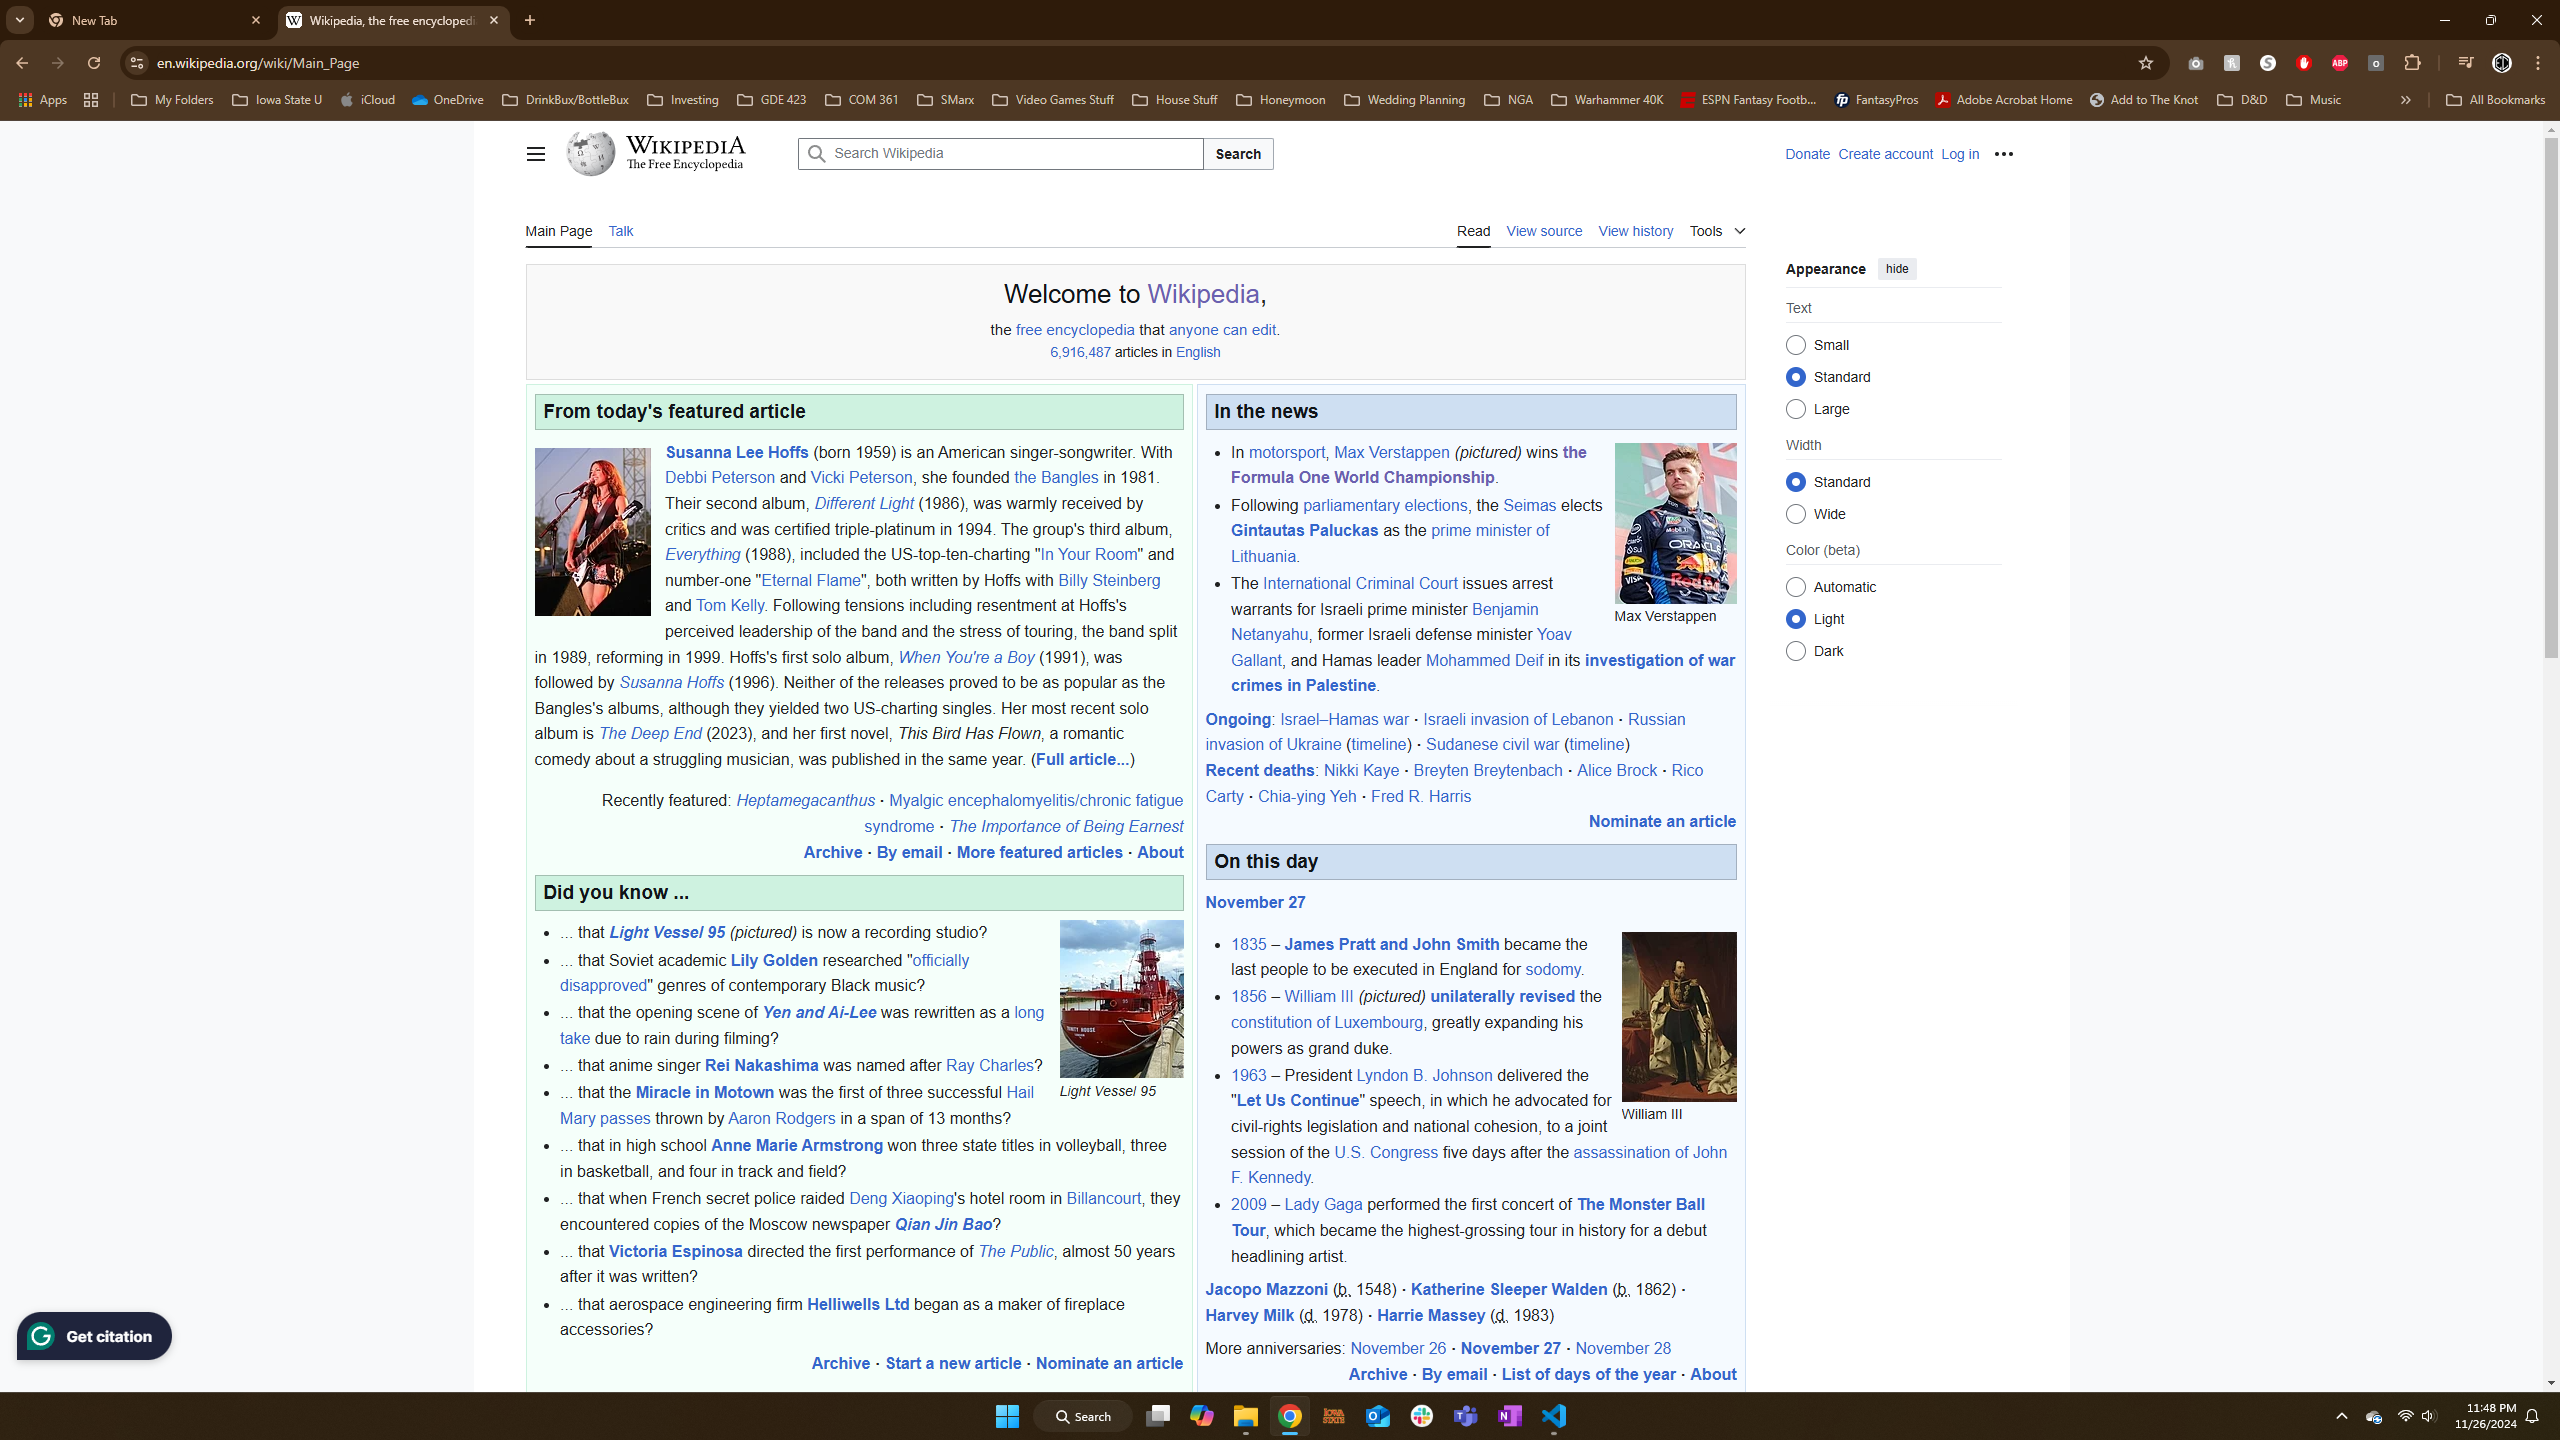 New Tab
Wikipedia, the free encyclopedi
en.wikipedia.org/wiki/Main_Page
Apps
My Folders
Iowa State U
iCloud
OneDrive
DrinkBux/BottleBux
Investing
GDE 423
COM 361
SMarx
Video Games Stuff
House Stuff
Honeymoon
Wedding Planning
NGA
Warhammer 40K
ESPN Fantasy Footb...
FantasyPros
Adobe Acrobat Home
Add to The Knot
D&D
Music
All Bookmarks
WIKIPEDIA
The Free Encyclopedia
Search Wikipedia
Search
Donate Create account Log in
Main Page Talk
Read View source View history Tools
Welcome to Wikipedia,
the free encyclopedia that anyone can edit.
6,916,487 articles in English
From today's featured article
Susanna Lee Hoffs (born 1959) is an American singer-songwriter. With
Debbi Peterson and Vicki Peterson, she founded the Bangles in 1981.
Their second album, Different Light (1986), was warmly received by
critics and was certified triple-platinum in 1994. The group's third album,
Everything (1988), included the US-top-ten-charting "In Your Room" and
number-one "Eternal Flame", both written by Hoffs with Billy Steinberg
and Tom Kelly. Following tensions including resentment at Hoffs's
perceived leadership of the band and the stress of touring, the band split
in 1989, reforming in 1999. Hoffs's first solo album, When You're a Boy (1991), was
followed by Susanna Hoffs (1996). Neither of the releases proved to be as popular as the
Bangles's albums, although they yielded two US-charting singles. Her most recent solo
album is The Deep End (2023), and her first novel, This Bird Has Flown, a romantic
comedy about a struggling musician, was published in the same year. (Full article...)
Recently featured: Heptamegacanthus · Myalgic encephalomyelitis/chronic fatigue
syndrome · The Importance of Being Earnest
Archive · By email · More featured articles · About
Did you know ...
... that Light Vessel 95 (pictured) is now a recording studio?
... that Soviet academic Lily Golden researched "officially
disapproved" genres of contemporary Black music?
... that the opening scene of Yen and Ai-Lee was rewritten as a long
take due to rain during filming?
... that anime singer Rei Nakashima was named after Ray Charles?
... that the Miracle in Motown was the first of three successful Hail
Mary passes thrown by Aaron Rodgers in a span of 13 months?
... that in high school Anne Marie Armstrong won three state titles in volleyball, three
in basketball, and four in track and field?
... that when French secret police raided Deng Xiaoping's hotel room in Billancourt, they
encountered copies of the Moscow newspaper Qian Jin Bao?
... that Victoria Espinosa directed the first performance of The Public, almost 50 years
after it was written?
... that aerospace engineering firm Helliwells Ltd began as a maker of fireplace
accessories?
Light Vessel 95
Archive · Start a new article · Nominate an article
In the news
In motorsport, Max Verstappen (pictured) wins the
Formula One World Championship.
Following parliamentary elections, the Seimas elects
Gintautas Paluckas as the prime minister of
Lithuania.
The International Criminal Court issues arrest
warrants for Israeli prime minister Benjamin
Netanyahu, former Israeli defense minister Yoav
Gallant, and Hamas leader Mohammed Deif in its investigation of war
crimes in Palestine.
ORACLE
VISA
Max Verstappen
Ongoing: Israel–Hamas war · Israeli invasion of Lebanon · Russian
invasion of Ukraine (timeline) · Sudanese civil war (timeline)
Recent deaths: Nikki Kaye · Breyten Breytenbach · Alice Brock · Rico
Carty · Chia-ying Yeh · Fred R. Harris
Nominate an article
On this day
November 27
1835 – James Pratt and John Smith became the
last people to be executed in England for sodomy.
1856 – William III (pictured) unilaterally revised the
constitution of Luxembourg, greatly expanding his
powers as grand duke.
1963 – President Lyndon B. Johnson delivered the
"Let Us Continue" speech, in which he advocated for
civil-rights legislation and national cohesion, to a joint
session of the U.S. Congress five days after the assassination of John
F. Kennedy.
2009 – Lady Gaga performed the first concert of The Monster Ball
Tour, which became the highest-grossing tour in history for a debut
headlining artist.
William III
Jacopo Mazzoni (b. 1548) · Katherine Sleeper Walden (b. 1862) ·
Harvey Milk (d. 1978) · Harrie Massey (d. 1983)
More anniversaries: November 26 · November 27 · November 28
Archive · By email · List of days of the year · About
Appearance hide
Text
Small
Standard
Large
Width
Standard
Wide
Color (beta)
Automatic
Light
Dark
Get citation
Search
11:48 PM
11/26/2024